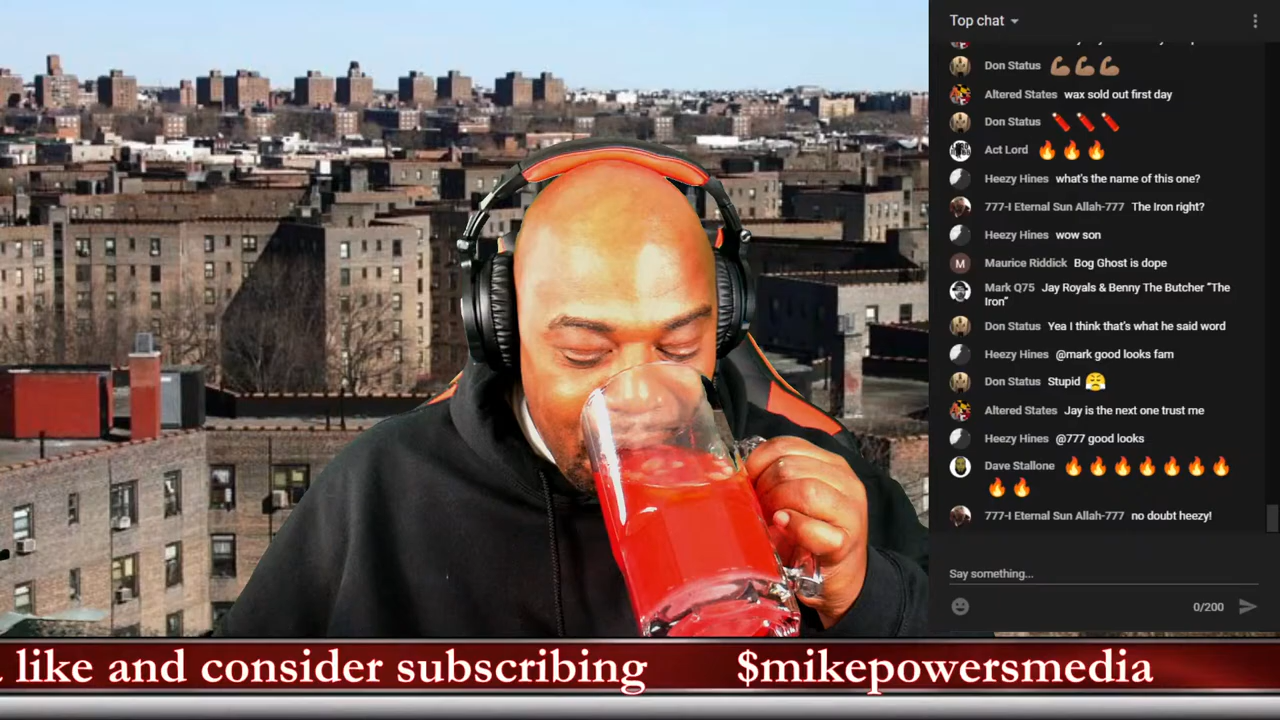 Top chat
Don Status 💪🏽💪🏽💪🏽
Altered States wax sold out first day
Don Status 🧨🧨🧨
Act Lord 🔥🔥🔥
Heezy Hines what's the name of this one?
777-I Eternal Sun Allah-777 The Iron right?
Heezy Hines wow son
M
Maurice Riddick Bog Ghost is dope
Mark Q75 Jay Royals & Benny The Butcher “The
Iron”
Don Status Yea I think that's what he said word
Heezy Hines @mark good looks fam
Don Status Stupid 😤
Altered States Jay is the next one trust me
Heezy Hines @777 good looks
Dave Stallone 🔥🔥🔥🔥🔥🔥🔥
🔥🔥
777-I Eternal Sun Allah-777 no doubt heezy!
Say something...
0/200
like and consider subscribing $mikepowersmedia